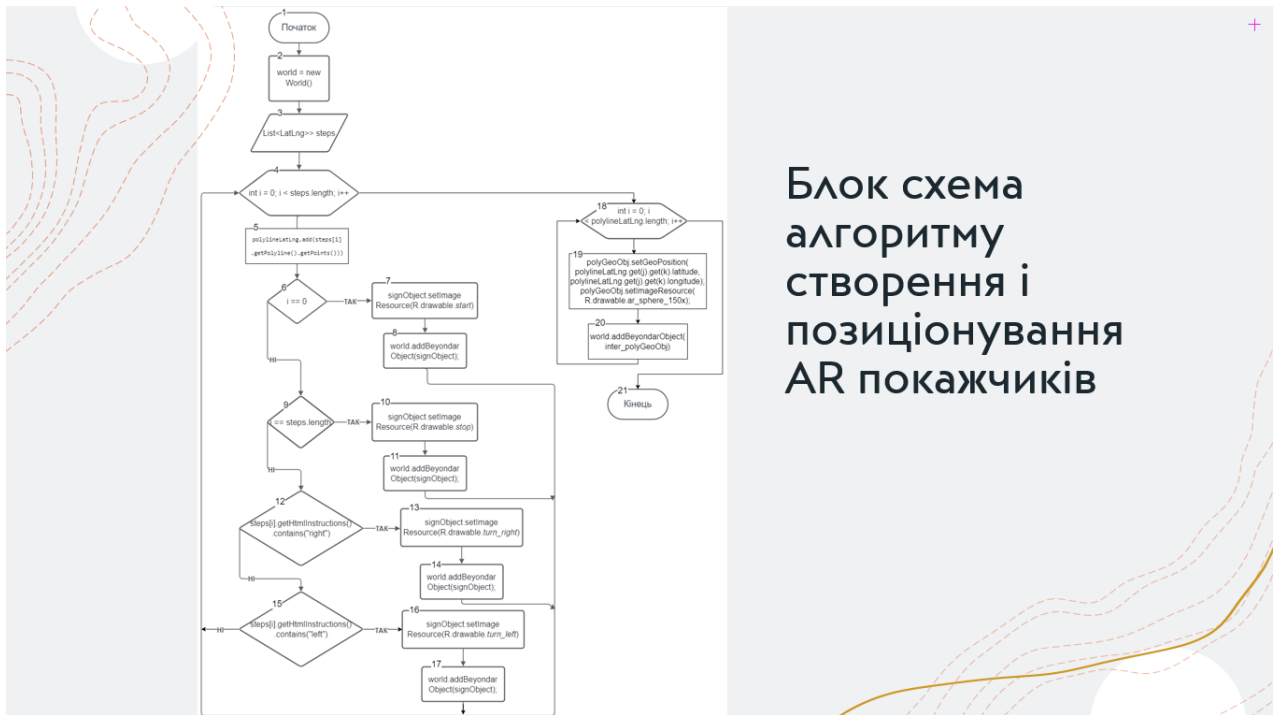 1
Початок
2
world = new
World()
3
List<LatLng>> steps
4
int i = 0; i < steps.length; i++
5
polylineLatLng.add(steps[i]
.getPolyline().getPoints()))
6
i == 0
ТАК
НІ
7
signObject.setImage
Resource(R.drawable.start)
8
world.addBeyondar
Object(signObject);
9
i == steps.length
ТАК
НІ
10
signObject.setImage
Resource(R.drawable.stop)
11
world.addBeyondar
Object(signObject);
12
steps[i].getHtmlInstructions()
.contains("right")
ТАК
НІ
13
signObject.setImage
Resource(R.drawable.turn_right)
14
world.addBeyondar
Object(signObject);
15
steps[i].getHtmlInstructions()
.contains("left")
ТАК
НІ
16
signObject.setImage
Resource(R.drawable.turn_left)
17
world.addBeyondar
Object(signObject);
18
int i = 0; i
< polylineLatLng.length; i++
19
polyGeoObj.setGeoPosition(
polylineLatLng.get(j).get(k).latitude,
polylineLatLng.get(j).get(k).longitude);
polyGeoObj.setImageResource(
R.drawable.ar_sphere_150x);
20
world.addBeyondarObject(
inter_polyGeoObj)
21
Кінець
Блок схема
алгоритму
створення і
позиціонування
AR покажчиків